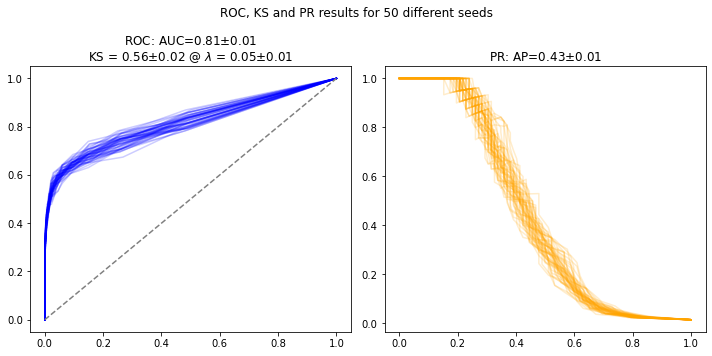 ROC, KS and PR results for 50 different seeds
ROC: AUC=0.81±0.01
KS = 0.56±0.02 @ λ = 0.05±0.01
1.0
0.8
0.6
0.4
0.2
0.0
0.0 0.2 0.4 0.6 0.8 1.0
PR: AP=0.43±0.01
1.0
0.8
0.6
0.4
0.2
0.0
0.0 0.2 0.4 0.6 0.8 1.0